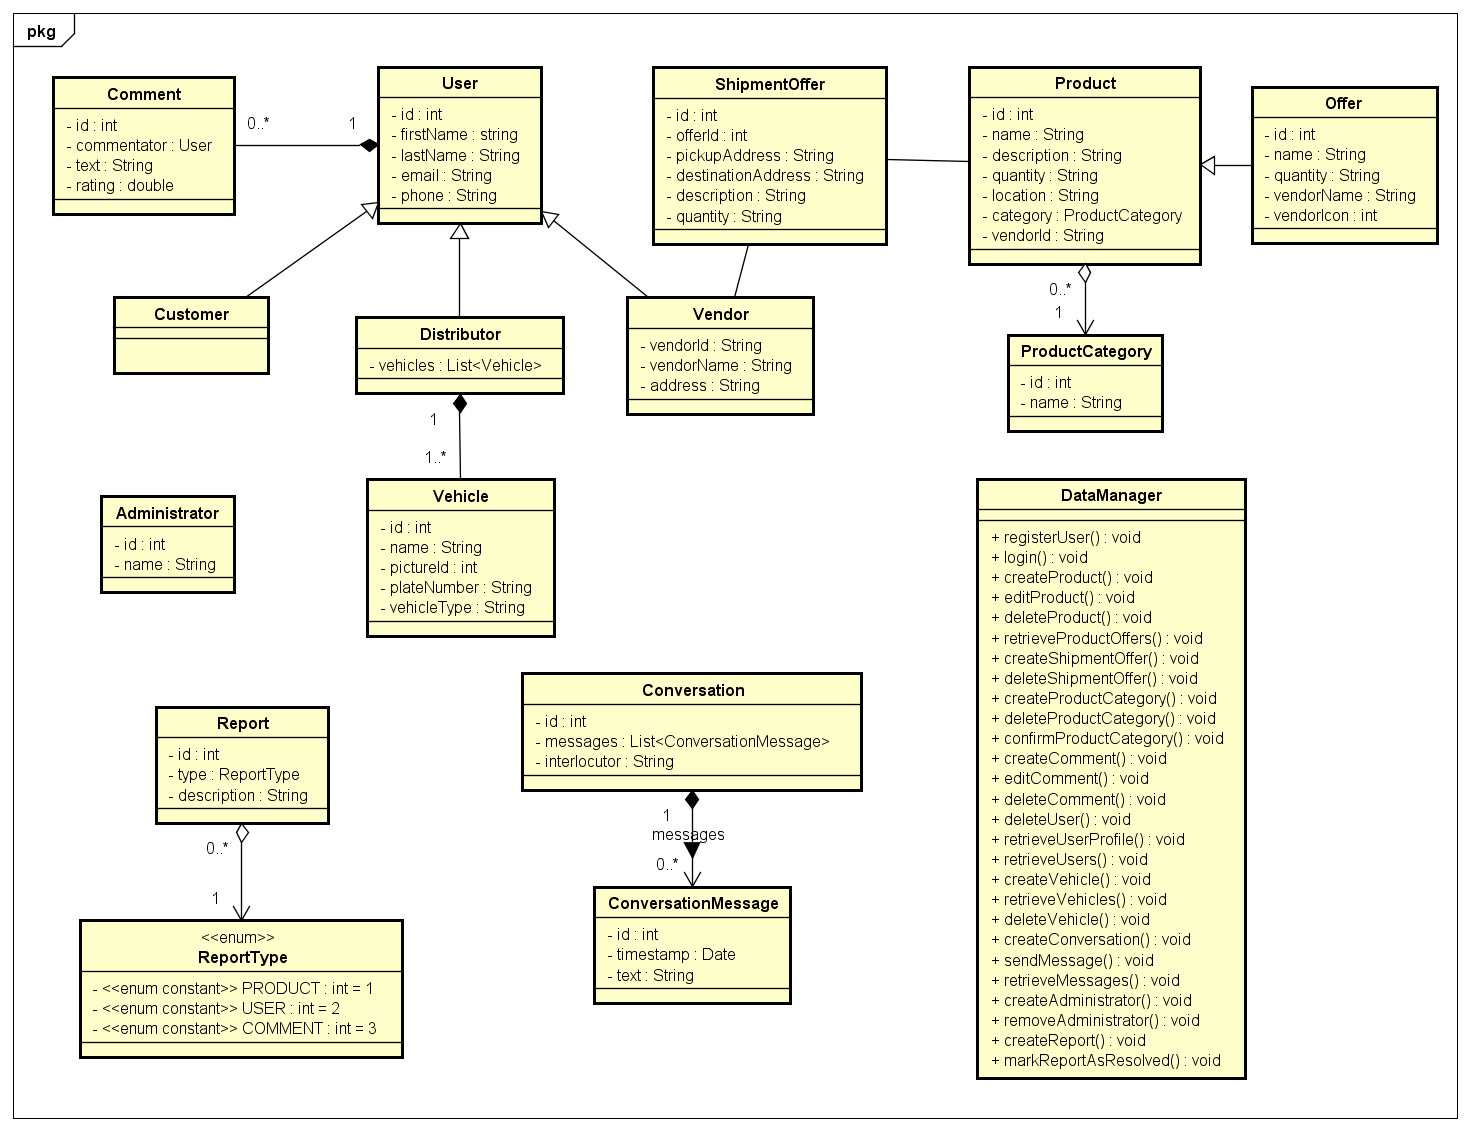 pkg
Comment
- id : int
- commentator : User
- text : String
- rating : double
0..*
1
User
- id : int
- firstName : string
- lastName : String
- email : String
- phone : String
ShipmentOffer
- id : int
- offerId : int
- pickupAddress : String
- destinationAddress : String
- description : String
- quantity : String
Product
- id : int
- name : String
- description : String
- quantity : String
- location : String
- category : ProductCategory
- vendorId : String
Offer
- id : int
- name : String
- quantity : String
- vendorName : String
- vendorIcon : int
Customer
Distributor
- vehicles : List<Vehicle>
Vendor
- vendorId : String
- vendorName : String
- address : String
0..*
1
ProductCategory
- id : int
- name : String
1
1..*
Administrator
- id : int
- name : String
Vehicle
- id : int
- name : String
- pictureId : int
- plateNumber : String
- vehicleType : String
DataManager
+ registerUser() : void
+ login() : void
+ createProduct() : void
+ editProduct() : void
+ deleteProduct() : void
+ retrieveProductOffers() : void
+ createShipmentOffer() : void
+ deleteShipmentOffer() : void
+ createProductCategory() : void
+ deleteProductCategory() : void
+ confirmProductCategory() : void
+ createComment() : void
+ editComment() : void
+ deleteComment() : void
+ deleteUser() : void
+ retrieveUserProfile() : void
+ retrieveUsers() : void
+ createVehicle() : void
+ retrieveVehicles() : void
+ deleteVehicle() : void
+ createConversation() : void
+ sendMessage() : void
+ retrieveMessages() : void
+ createAdministrator() : void
+ removeAdministrator() : void
+ createReport() : void
+ markReportAsResolved() : void
Report
- id : int
- type : ReportType
- description : String
0..*
1
<<enum>>
ReportType
- <<enum constant>> PRODUCT : int = 1
- <<enum constant>> USER : int = 2
- <<enum constant>> COMMENT : int = 3
Conversation
- id : int
- messages : List<ConversationMessage>
- interlocutor : String
1
messages
0..*
ConversationMessage
- id : int
- timestamp : Date
- text : String